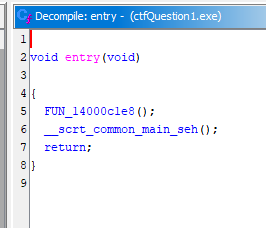 Decompile: entry - (ctfQuestion1.exe)
1
2 void entry(void)
3
4 {
5 FUN_14000c1e8();
6 __scrt_common_main_seh();
7 return;
8 }
9